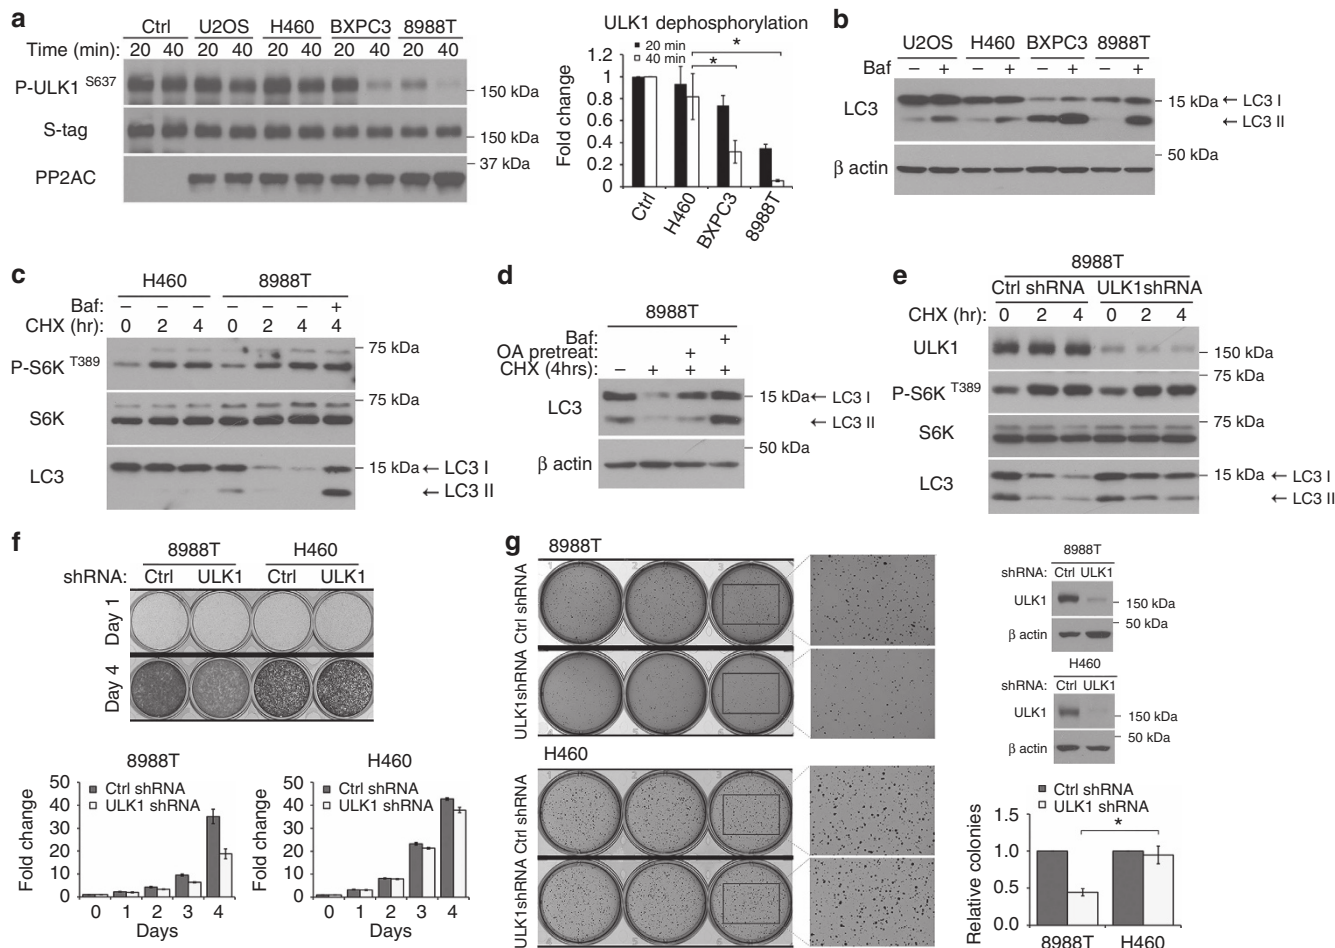 a
Ctrl U2OS H460 BXPC3 8988T
Time (min): 20 40 20 40 20 40 20 40 20 40
P-ULK1 S637
150 kDa
S-tag
150 kDa
37 kDa
PP2AC
ULK1 dephosphorylation
20 min
40 min
* *
Fold change
1.2
1
0.8
0.6
0.4
0.2
0
Ctrl H460 BXPC3 8988T
b
U2OS H460 BXPC3 8988T
Baf – + – + – + – +
LC3
15 kDa ← LC3 I
← LC3 II
50 kDa
β actin
c
H460 8988T
Baf: – – – – – – +
CHX (hr): 0 2 4 0 2 4 4
75 kDa
P-S6K T389
75 kDa
S6K
LC3
15 kDa ← LC3 I
← LC3 II
d
8988T
Baf: +
OA pretreat: +
CHX (4hrs) – + + +
LC3
15 kDa ← LC3 I
← LC3 II
50 kDa
β actin
e
8988T
Ctrl shRNA ULK1shRNA
CHX (hr): 0 2 4 0 2 4
ULK1
150 kDa
75 kDa
P-S6K T389
75 kDa
S6K
LC3
15 kDa ← LC3 I
← LC3 II
f
8988T H460
shRNA: Ctrl ULK1 Ctrl ULK1
Day 1
Day 4
8988T
Ctrl shRNA
ULK1 shRNA
Fold change
50
40
30
20
10
0
0 1 2 3 4
Days
H460
Ctrl shRNA
ULK1 shRNA
Fold change
50
40
30
20
10
0
0 1 2 3 4
Days
g
8988T
Ctrl shRNA
ULK1shRNA
H460
Ctrl shRNA
ULK1shRNA
8988T
shRNA: Ctrl ULK1
ULK1
150 kDa
50 kDa
β actin
H460
shRNA: Ctrl ULK1
ULK1
150 kDa
50 kDa
β actin
Ctrl shRNA
ULK1 shRNA
*
Relative colonies
1.5
1.0
0.5
0.0
8988T H460